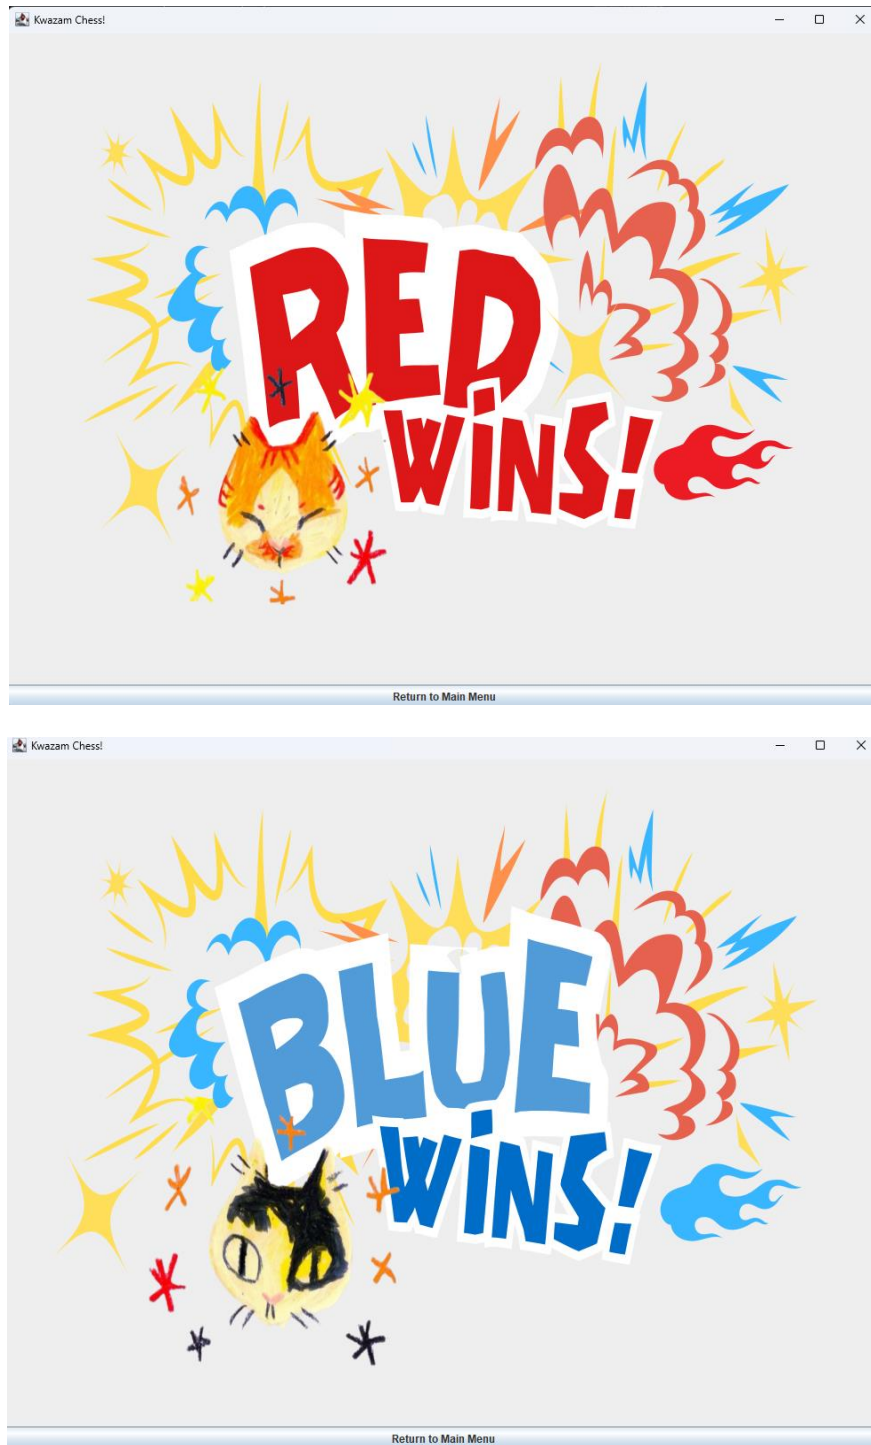 Kwazam Chess!
RED
WiNS!
Return to Main Menu
Kwazam Chess!
BLUE
WiNS!
Return to Main Menu